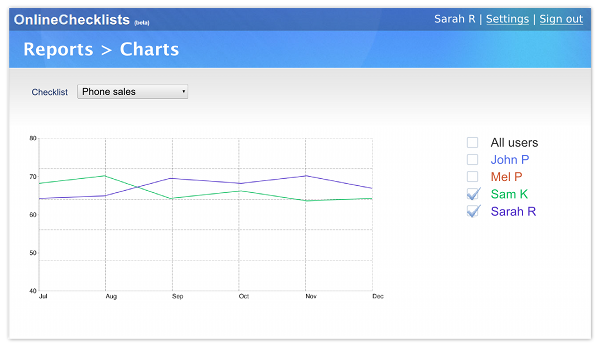 OnlineChecklists (beta)
Sarah R | Settings | Sign out
Reports > Charts
Checklist Phone sales
80
70
60
50
40
Jul Aug Sep Oct Nov Dec
All users
John P
Mel P
Sam K
Sarah R